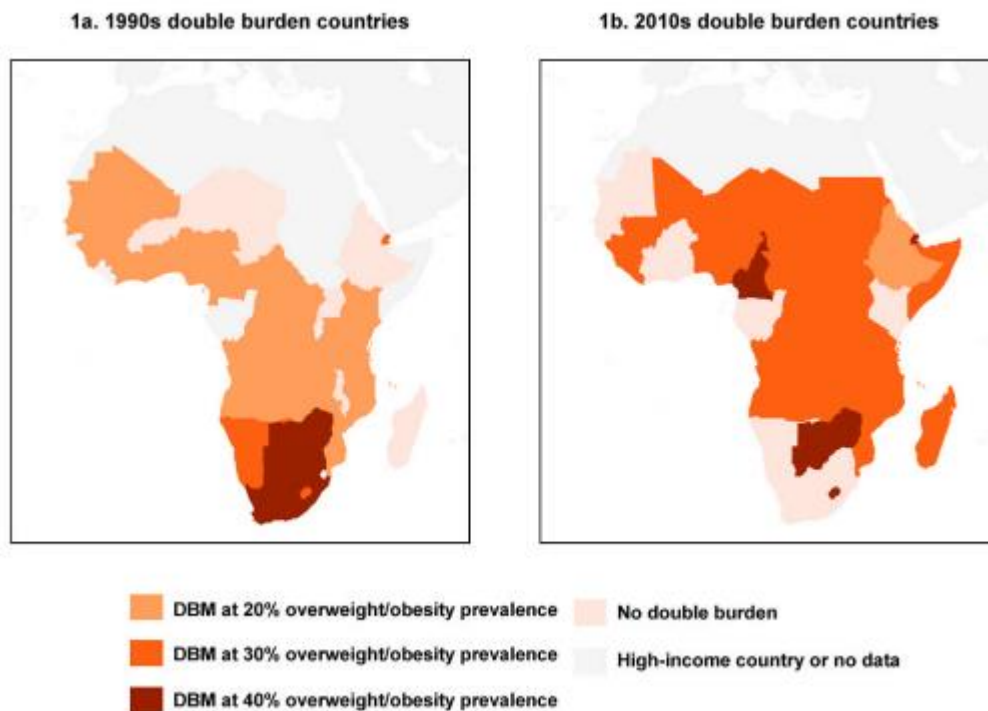 1a. 1990s double burden countries
1b. 2010s double burden countries
DBM at 20% overweight/obesity prevalence
No double burden
DBM at 30% overweight/obesity prevalence
High-income country or no data
DBM at 40% overweight/obesity prevalence